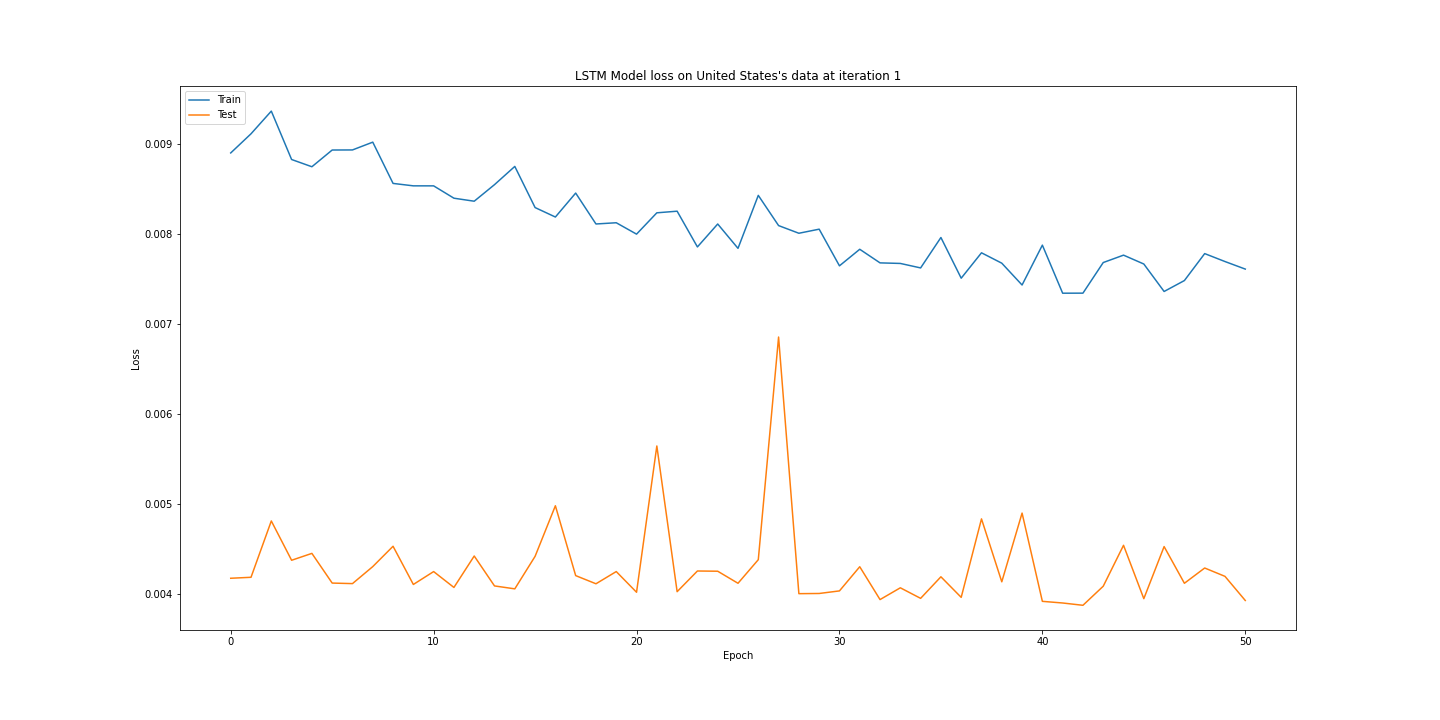 LSTM Model loss on United States's data at iteration 1
Train
Test
0.009
0.008
0.007
0.006
0.005
0.004
Loss
0 10 20 30 40 50
Epoch